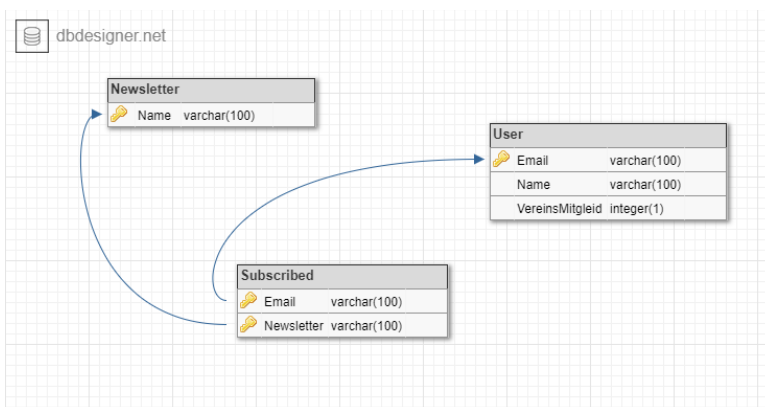 dbdesigner.net
Newsletter
Name varchar(100)
User
Email varchar(100)
Name varchar(100)
VereinsMitgleid integer(1)
Subscribed
Email varchar(100)
Newsletter varchar(100)